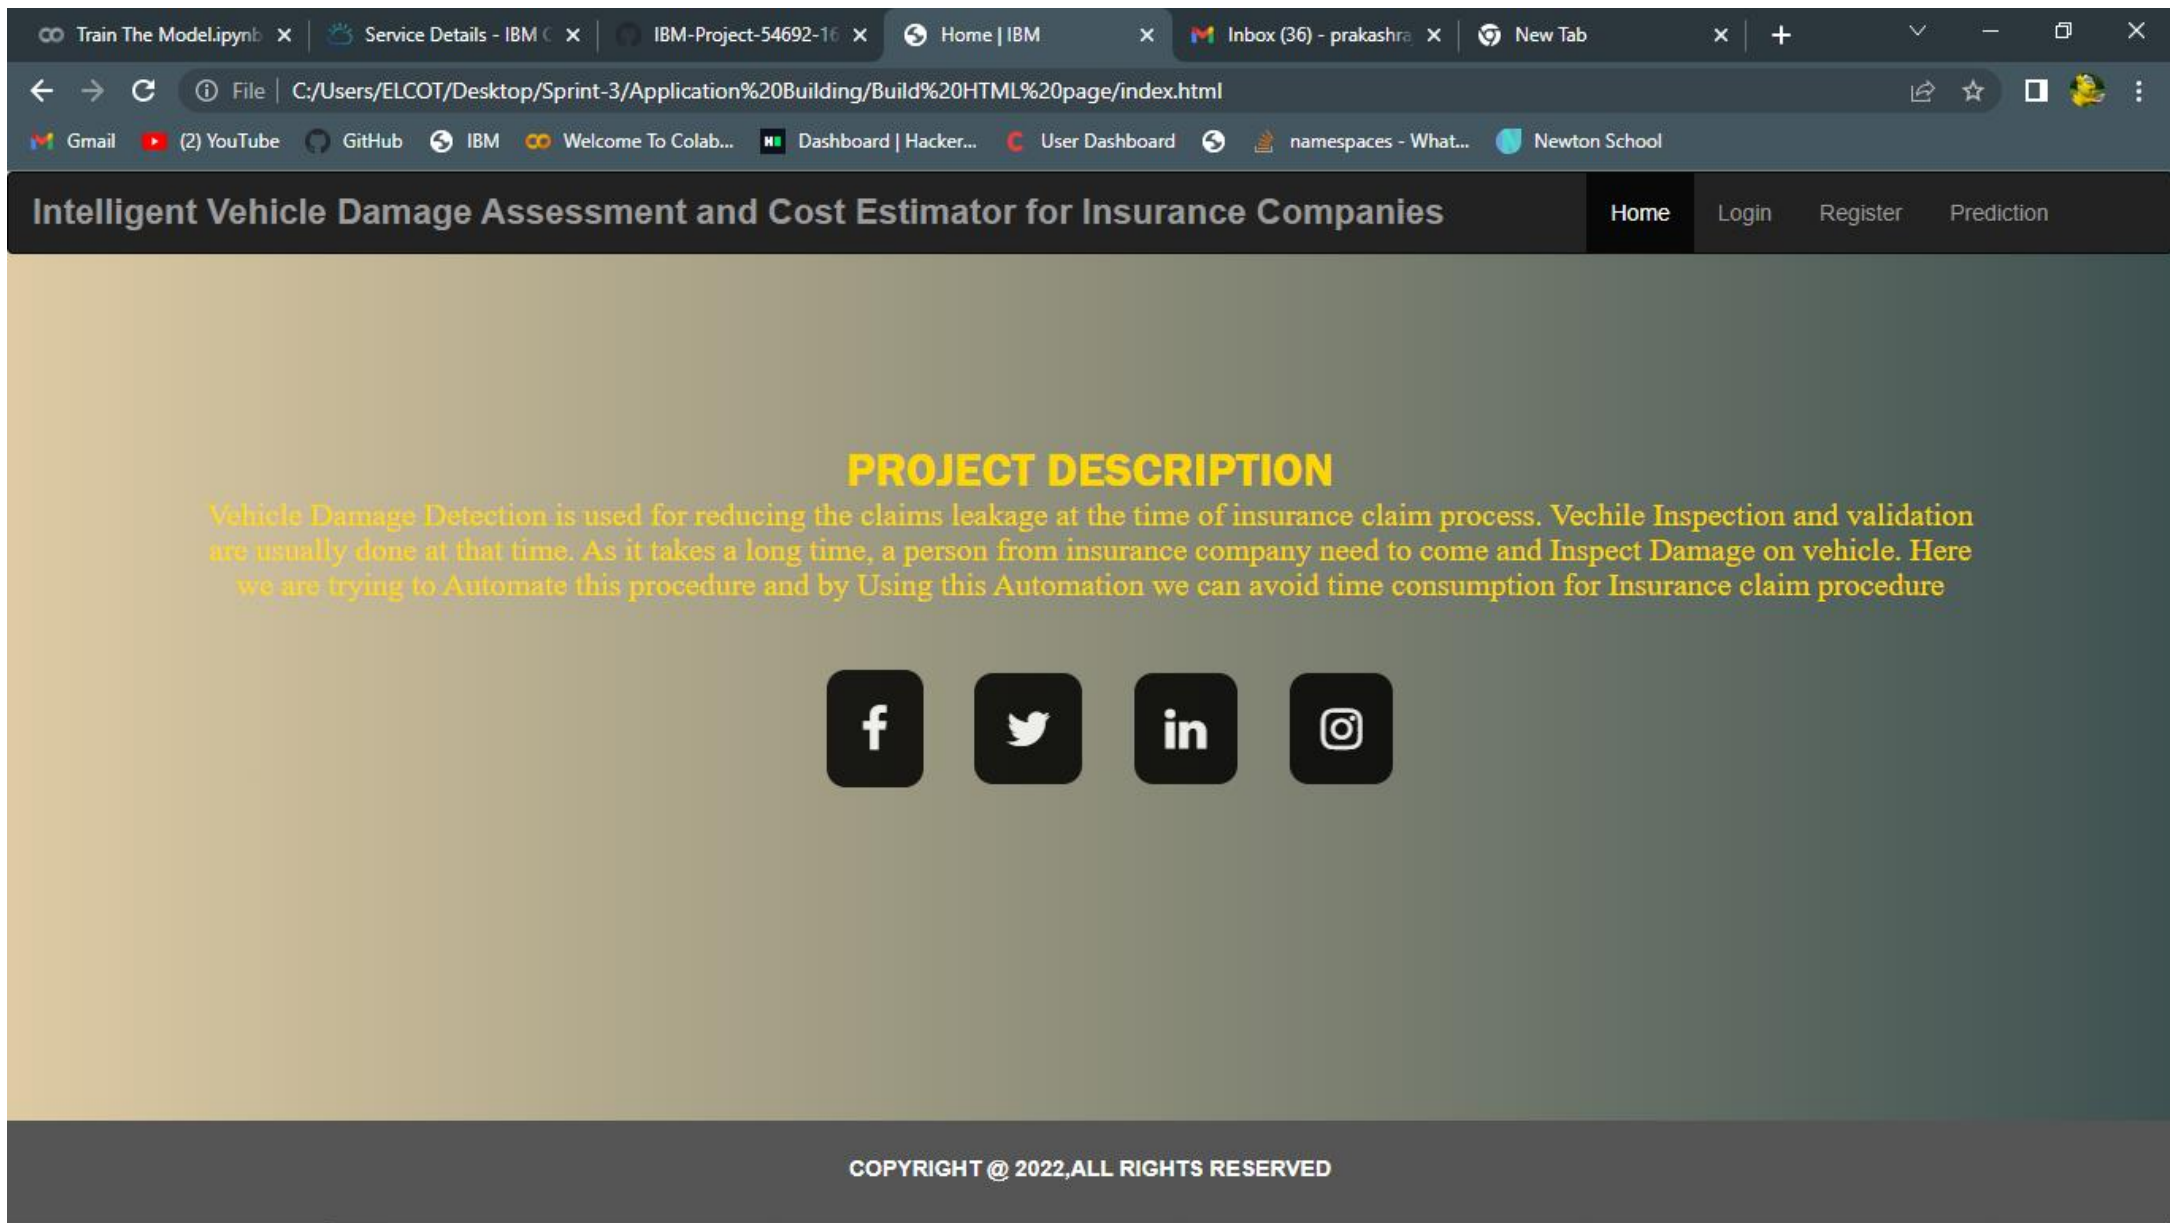 Train The Model.ipynb
Service Details - IBM C
IBM-Project-54692-16
Home | IBM
Inbox (36) - prakashra
New Tab
File
C:/Users/ELCOT/Desktop/Sprint-3/Application%20Building/Build%20HTML%20page/index.html
Gmail
(2) YouTube
GitHub
IBM
Welcome To Colab...
Dashboard | Hacker...
User Dashboard
namespaces - What...
Newton School
Intelligent Vehicle Damage Assessment and Cost Estimator for Insurance Companies
Home
Login
Register
Prediction
PROJECT DESCRIPTION
Vehicle Damage Detection is used for reducing the claims leakage at the time of insurance claim process. Vechile Inspection and validation
are usually done at that time. As it takes a long time, a person from insurance company need to come and Inspect Damage on vehicle. Here
we are trying to Automate this procedure and by Using this Automation we can avoid time consumption for Insurance claim procedure
COPYRIGHT @ 2022,ALL RIGHTS RESERVED